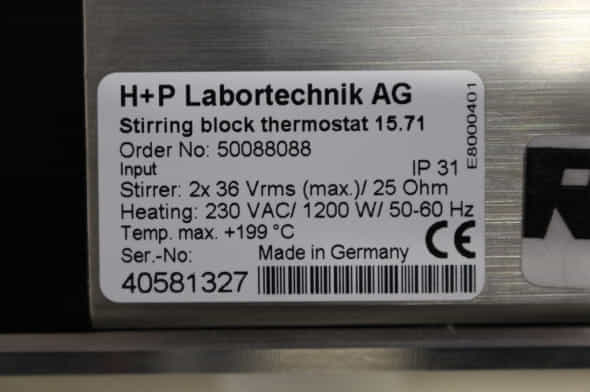 H+P Labortechnik AG
Stirring block thermostat 15.71
Order No: 50088088
Input IP 31
Stirrer: 2x 36 Vrms (max.)/ 25 Ohm
Heating: 230 VAC/ 1200 W/ 50-60 Hz
Temp. max. +199 °C
Ser.-No: Made in Germany CE
40581327
E8000401